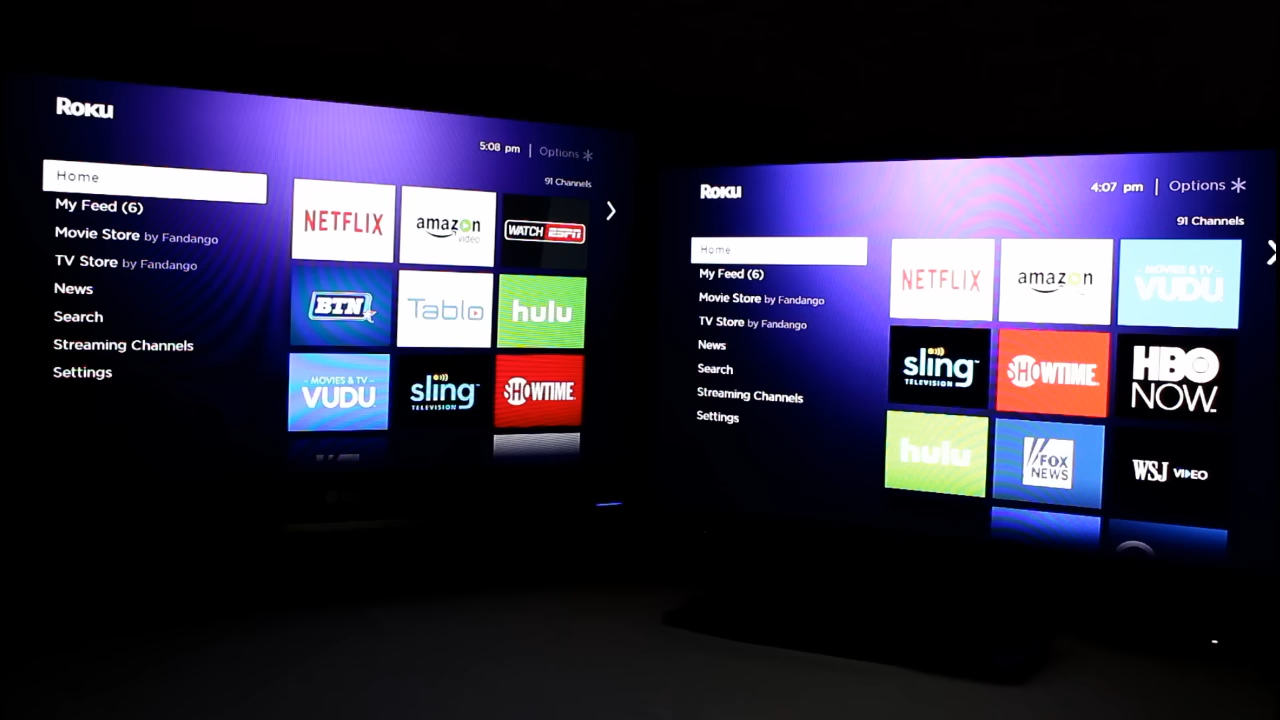 ROKU
5:08 pm | Options *
91 Channels
Home
My Feed (6)
Movie Store by Fandango
TV Store by Fandango
News
Search
Streaming Channels
Settings
NETFLIX
amazon
video
WATCH ESPN
BTN
Tablo
hulu
MOVIES & TV
VUDU
sling
TELEVISION
SHOWTIME
ROKU
4:07 pm | Options *
91 Channels
Home
My Feed (6)
Movie Store by Fandango
TV Store by Fandango
News
Search
Streaming Channels
Settings
NETFLIX
amazon
MOVIES & TV
VUDU
sling
TELEVISION
SHOWTIME
HBO
NOW
hulu
FOX
NEWS
WSJ VIDEO